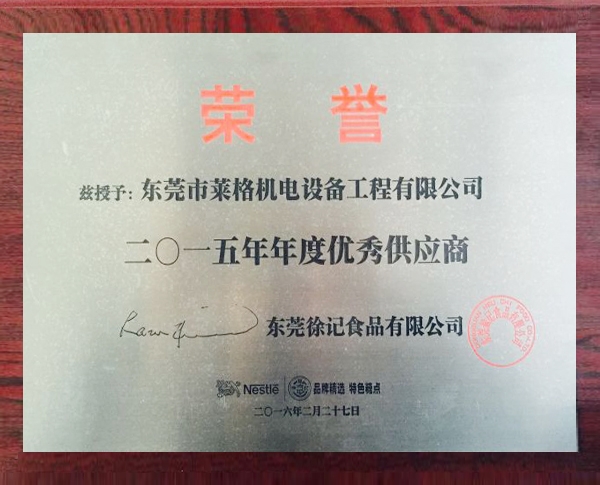 荣誉
兹授予：东莞市莱格机电设备工程有限公司
二〇一五年年度优秀供应商
东莞徐记食品有限公司
Nestlé 品牌精选 特色糕点
二〇一六年二月二十七日